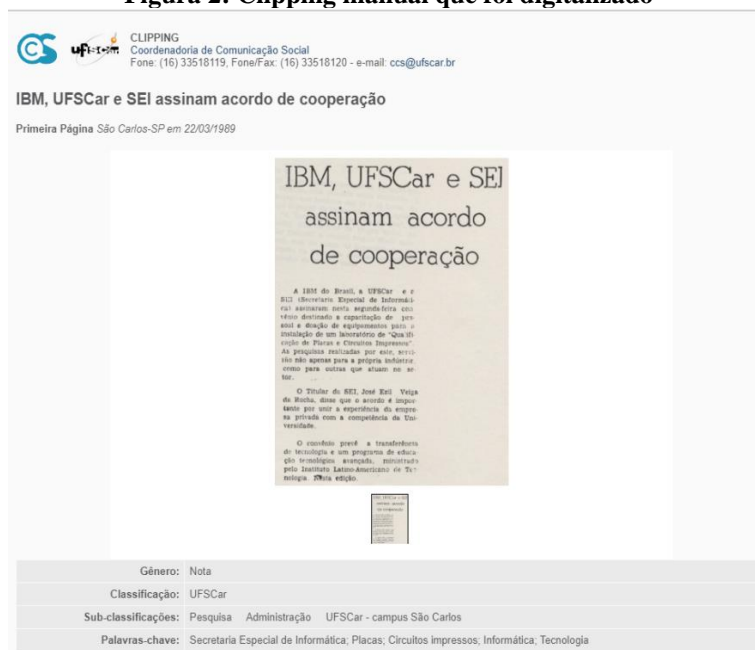 Figura 2: Clipping manual que foi digitalizado
CLIPPING
Coordenadoria de Comunicação Social
Fone: (16) 33518119, Fone/Fax: (16) 33518120 - e-mail: ccs@ufscar.br
IBM, UFSCar e SEI assinam acordo de cooperação
Primeira Página São Carlos-SP em 22/03/1989
IBM, UFSCar e SEI
assinam acordo
de cooperação
A IBM do Brasil, a UFSCar e e
SEI (Secretaria Especial de Informáti-
ca) assinaram nesta segunda-feira con-
vênio destinado a capacitação de pes-
soal e doação de equipamentos para a
instalação de um laboratório de "Qualifi-
cação de Placas e Circuitos Impressos".
As pesquisas realizadas por este, servi-
rão não apenas para a própria indústria,
como para outras que atuam no se-
tor.
O Titular da SEI, José Veiga
da Rocha, disse que o acordo é impor-
tante por unir a experiência da empre-
sa privada com a competência da Uni-
versidade.
O convênio prevê a transferência
de tecnologia e um programa de educa-
ção tecnológica avançada, ministrado
pelo Instituto Latino-Americano de Tec-
nologia. Nesta edição.
IBM, UFSCar e SEI
assinam acordo
de cooperação
Gênero: Nota
Classificação: UFSCar
Sub-classificações: Pesquisa Administração UFSCar - campus São Carlos
Palavras-chave: Secretaria Especial de Informática; Placas; Circuitos impressos; Informática; Tecnologia